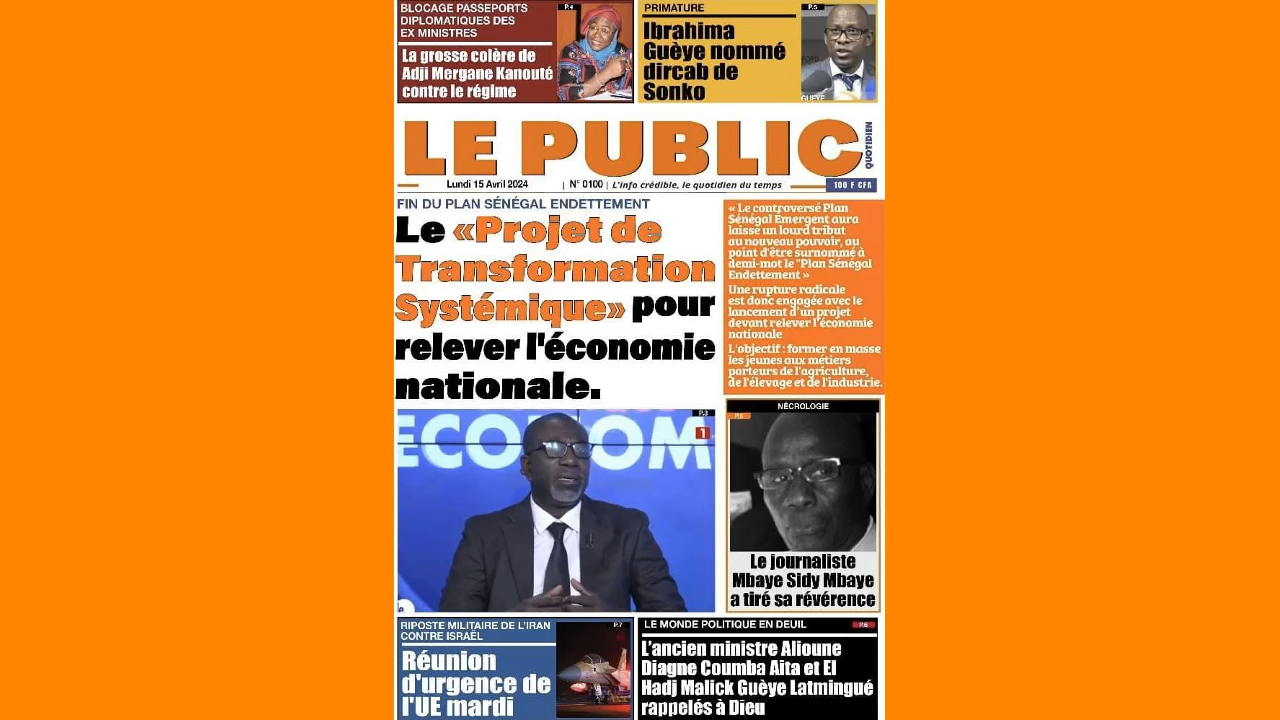 BLOCAGE PASSEPORTS
DIPLOMATIQUES DES
EX MINISTRES
P.4
La grosse colère de
Adji Mergane Kanouté
contre le régime
PRIMATURE
P.5
Ibrahima
Guèye nommé
dircab de
Sonko
GUEYE
LE PUBLIC
QUOTIDIEN
Lundi 15 Avril 2024 | N° 0100 | L'info crédible, le quotidien du temps
100 F CFA
FIN DU PLAN SÉNÉGAL ENDETTEMENT
Le «Projet de
Transformation
Systémique» pour
relever l'économie
nationale.
« Le controversé Plan
Sénégal Emergent aura
laissé un lourd tribut
au nouveau pouvoir, au
point d'être surnommé à
demi-mot le "Plan Sénégal
Endettement »
Une rupture radicale
est donc engagée avec le
lancement d'un projet
devant relever l'économie
nationale
L'objectif : former en masse
les jeunes aux métiers
porteurs de l'agriculture,
de l'élevage et de l'industrie.
P.3
1
ECONOM
NÉCROLOGIE
Le journaliste
Mbaye Sidy Mbaye
a tiré sa révérence
RIPOSTE MILITAIRE DE L'IRAN
CONTRE ISRAËL
P.7
Réunion
d'urgence de
l'UE mardi
LE MONDE POLITIQUE EN DEUIL
P.6
L'ancien ministre Alioune
Diagne Coumba Aita et El
Hadj Malick Guèye Latmingué
rappelés à Dieu